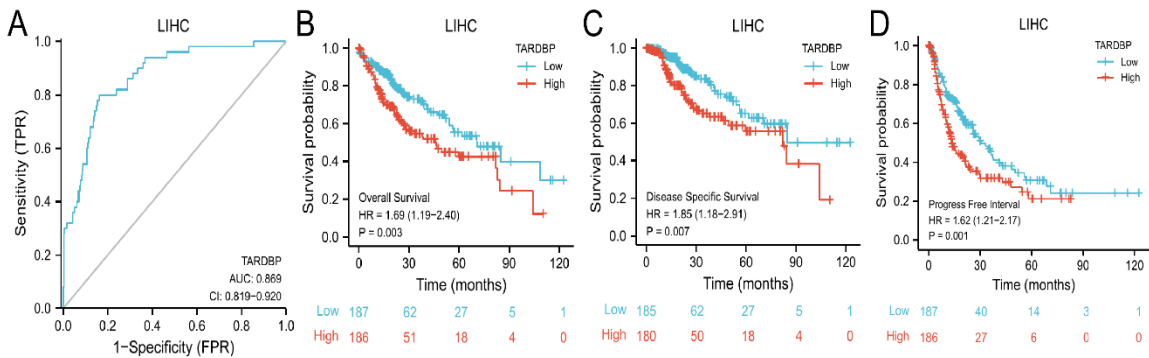 A
LIHC
Sensitivity (TPR)
1.0
0.8
0.6
0.4
0.2
0.0
TARDBP
AUC: 0.869
CI: 0.819−0.920
0.0 0.2 0.4 0.6 0.8 1.0
1−Specificity (FPR)
B
LIHC
TARDBP
Low
High
Survival probability
1.0
0.8
0.6
0.4
0.2
0.0
Overall Survival
HR = 1.69 (1.19−2.40)
P = 0.003
0 30 60 90 120
Time (months)
Low 187 62 27 5 1
High 186 51 18 4 0
C
LIHC
TARDBP
Low
High
Survival probability
1.0
0.8
0.6
0.4
0.2
0.0
Disease Specific Survival
HR = 1.85 (1.18−2.91)
P = 0.007
0 30 60 90 120
Time (months)
Low 185 62 27 5 1
High 180 50 18 4 0
D
LIHC
TARDBP
Low
High
Survival probability
1.0
0.8
0.6
0.4
0.2
0.0
Progress Free Interval
HR = 1.62 (1.21−2.17)
P = 0.001
0 30 60 90 120
Time (months)
Low 187 40 14 3 1
High 186 27 6 0 0